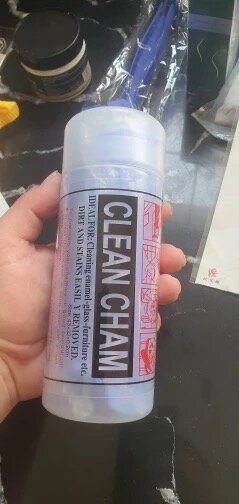 CLEAN CHAM
IDEAL FOR: Cleaning enamel-glass-furniture etc.
DIRT AND STAINS EASILY REMOVED.